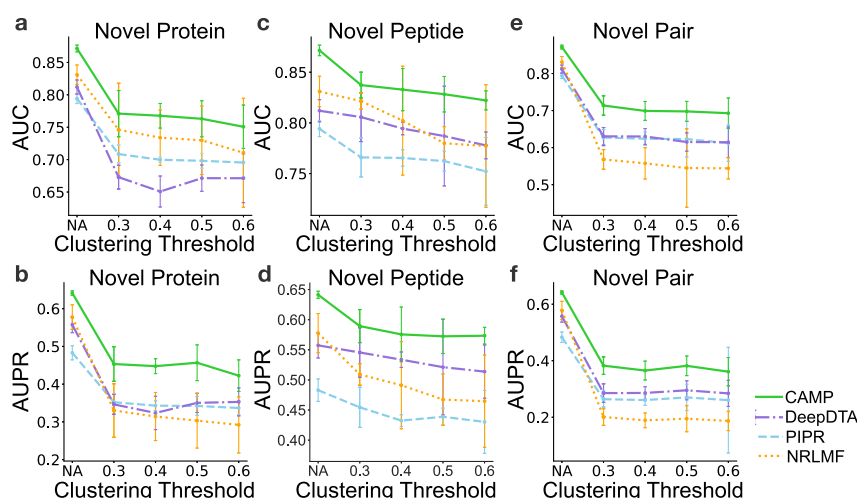 a
Novel Protein
AUC
0.85
0.80
0.75
0.70
0.65
NA 0.3 0.4 0.5 0.6
Clustering Threshold
c
Novel Peptide
AUC
0.85
0.80
0.75
NA 0.3 0.4 0.5 0.6
Clustering Threshold
e
Novel Pair
AUC
0.8
0.7
0.6
0.5
NA 0.3 0.4 0.5 0.6
Clustering Threshold
b
Novel Protein
AUPR
0.6
0.5
0.4
0.3
0.2
NA 0.3 0.4 0.5 0.6
Clustering Threshold
d
Novel Peptide
AUPR
0.65
0.60
0.55
0.50
0.45
0.40
NA 0.3 0.4 0.5 0.6
Clustering Threshold
f
Novel Pair
AUPR
0.6
0.4
0.2
NA 0.3 0.4 0.5 0.6
Clustering Threshold
CAMP
DeepDTA
PIPR
NRLMF